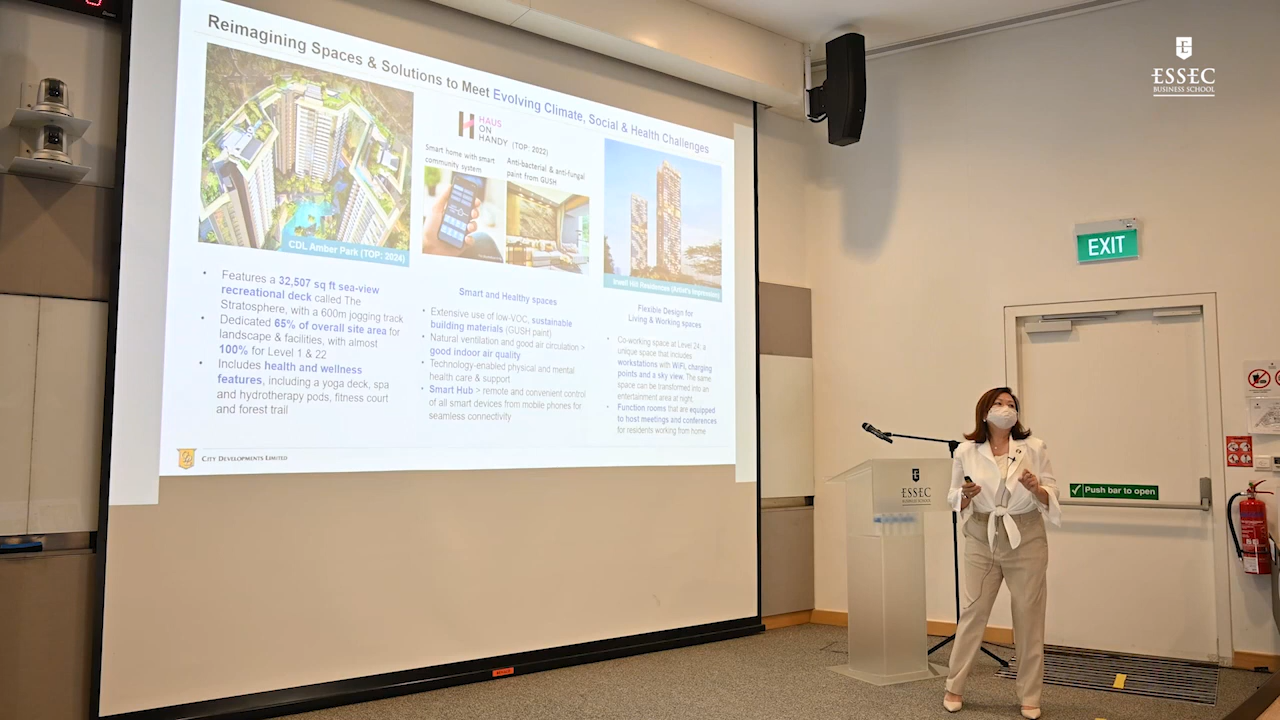 Reimagining Spaces & Solutions to Meet Evolving Climate, Social & Health Challenges
HAUS
ON
HANDY (TOP: 2022)
Smart home with smart
community system
Anti-bacterial & anti-fungal
paint from GUSH
CDL Amber Park (TOP: 2024)
Irwell Hill Residences (Artist's Impression)
• Features a 32,507 sq ft sea-view
recreational deck called The
Stratosphere, with a 600m jogging track
• Dedicated 65% of overall site area for
landscape & facilities, with almost
100% for Level 1 & 22
• Includes health and wellness
features, including a yoga deck, spa
and hydrotherapy pods, fitness court
and forest trail
Smart and Healthy spaces
• Extensive use of low-VOC, sustainable
building materials (GUSH paint)
• Natural ventilation and good air circulation >
good indoor air quality
• Technology-enabled physical and mental
health care & support
• Smart Hub > remote and convenient control
of all smart devices from mobile phones for
seamless connectivity
Flexible Design for
Living & Working spaces
• Co-working space at Level 24; a
unique space that includes
workstations with WiFi, charging
points and a sky view. The same
space can be transformed into an
entertainment area at night,
• Function rooms that are equipped
to host meetings and conferences
for residents working from home
CITY DEVELOPMENTS LIMITED
ESSEC
BUSINESS SCHOOL
EXIT
ESSEC
BUSINESS SCHOOL
Push bar to open